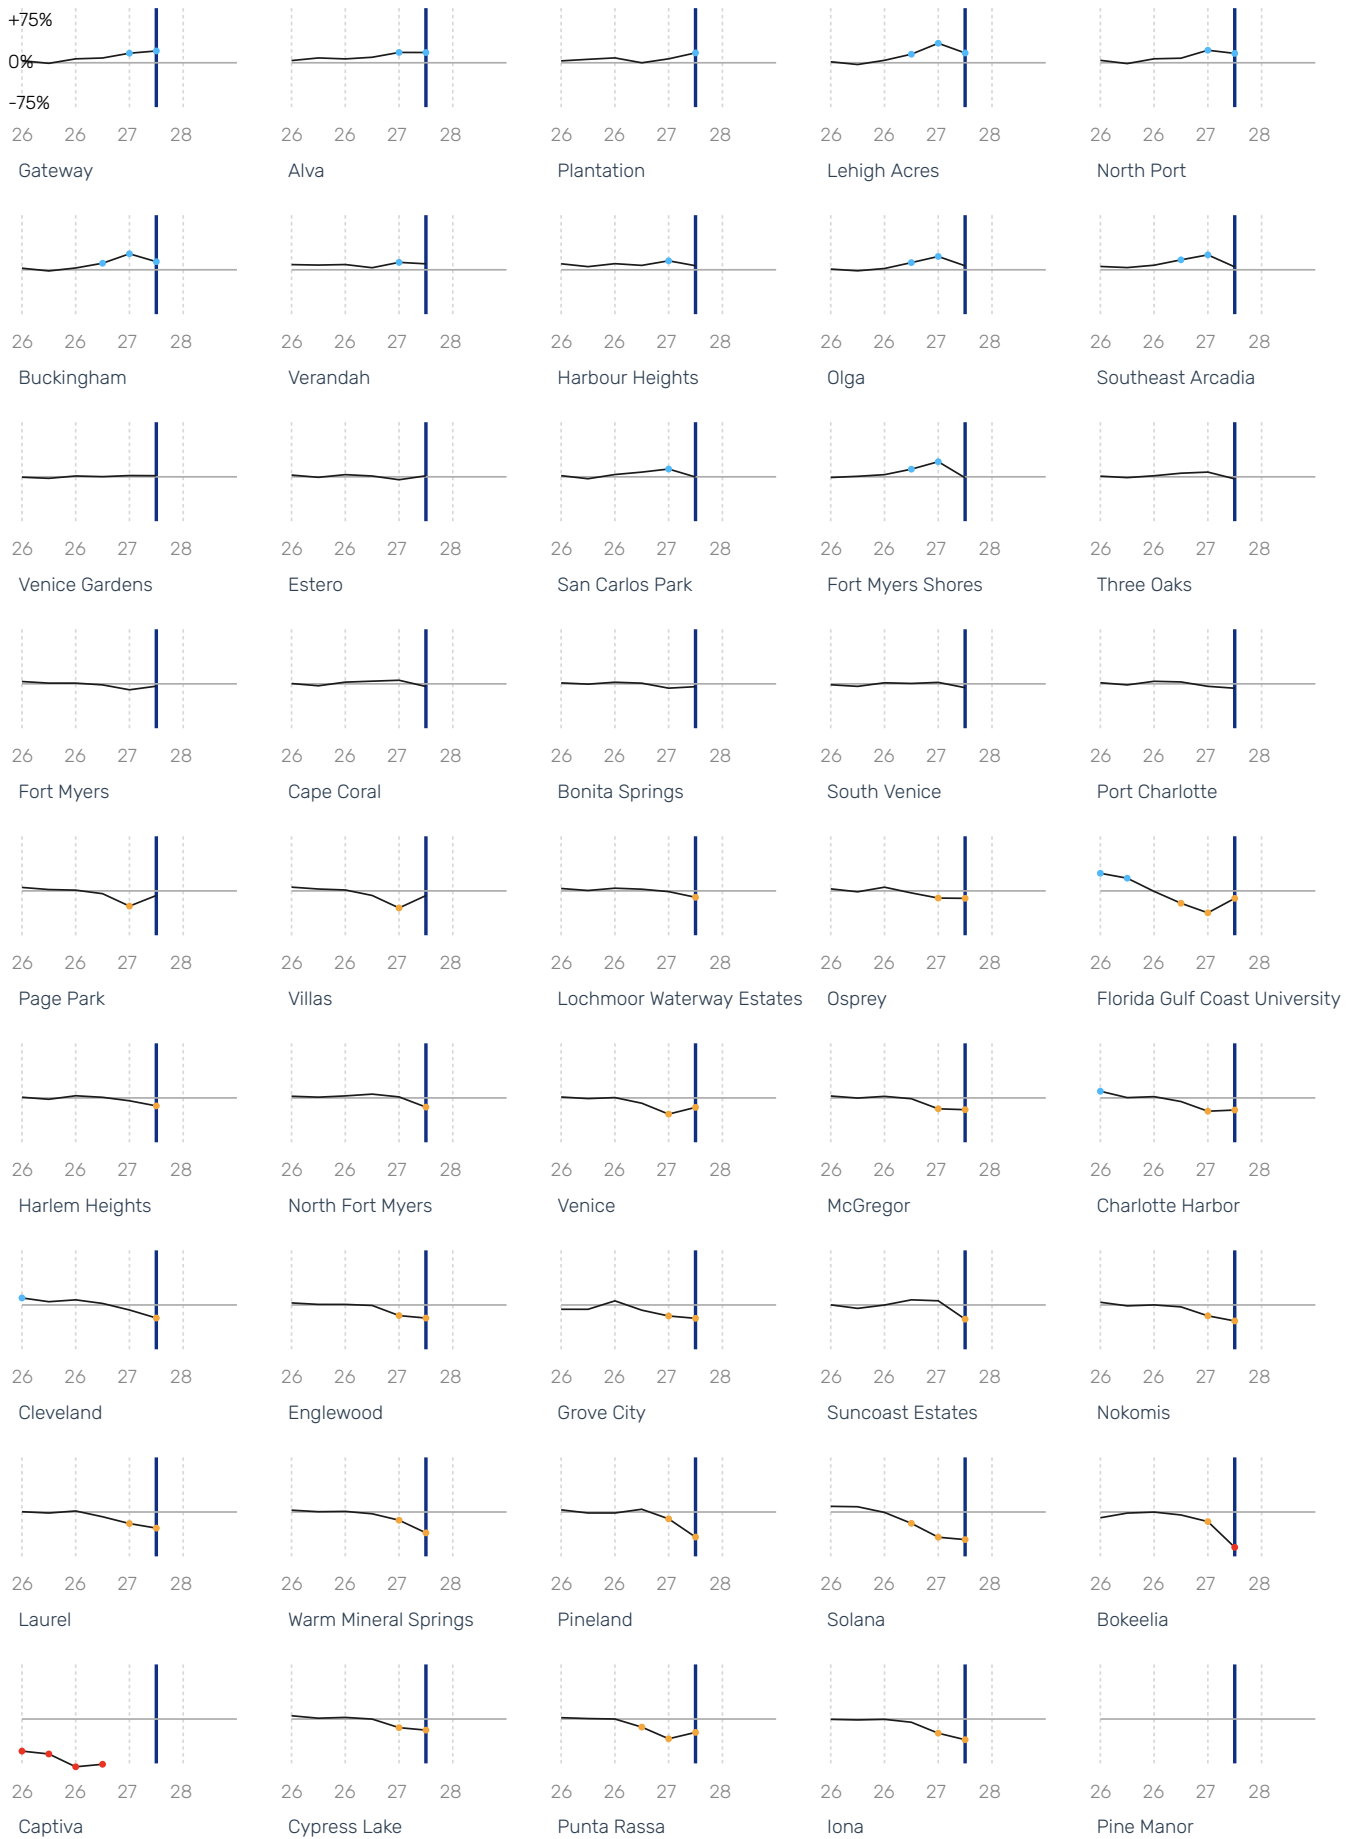 +75%
0%
-75%
26 26 27 28 26 26 27 28 26 26 27 28 26 26 27 28 26 26 27 28
Gateway Alva Plantation Lehigh Acres North Port
26 26 27 28 26 26 27 28 26 26 27 28 26 26 27 28 26 26 27 28
Buckingham Verandah Harbour Heights Olga Southeast Arcadia
26 26 27 28 26 26 27 28 26 26 27 28 26 26 27 28 26 26 27 28
Venice Gardens Estero San Carlos Park Fort Myers Shores Three Oaks
26 26 27 28 26 26 27 28 26 26 27 28 26 26 27 28 26 26 27 28
Fort Myers Cape Coral Bonita Springs South Venice Port Charlotte
26 26 27 28 26 26 27 28 26 26 27 28 26 26 27 28 26 26 27 28
Page Park Villas Lochmoor Waterway Estates Osprey Florida Gulf Coast University
26 26 27 28 26 26 27 28 26 26 27 28 26 26 27 28 26 26 27 28
Harlem Heights North Fort Myers Venice McGregor Charlotte Harbor
26 26 27 28 26 26 27 28 26 26 27 28 26 26 27 28 26 26 27 28
Cleveland Englewood Grove City Suncoast Estates Nokomis
26 26 27 28 26 26 27 28 26 26 27 28 26 26 27 28 26 26 27 28
Laurel Warm Mineral Springs Pineland Solana Bokeelia
26 26 27 28 26 26 27 28 26 26 27 28 26 26 27 28 26 26 27 28
Captiva Cypress Lake Punta Rassa Iona Pine Manor